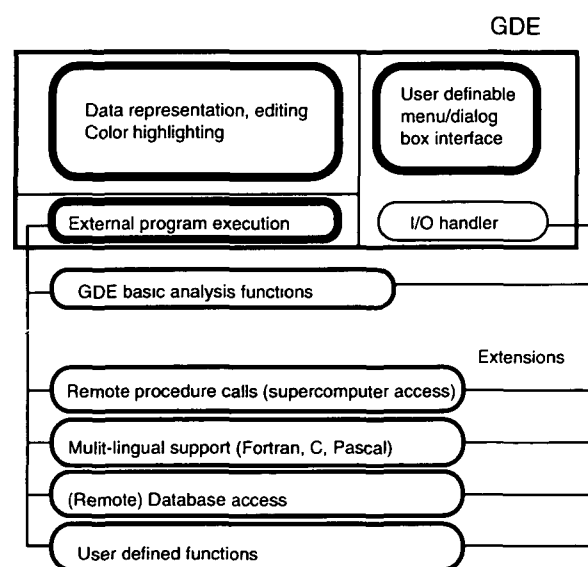 GDE
Data representation, editing
Color highlighting
User definable
menu/dialog
box interface
External program execution
I/O handler
GDE basic analysis functions
Extensions
Remote procedure calls (supercomputer access)
Mulit-lingual support (Fortran, C, Pascal)
(Remote) Database access
User defined functions